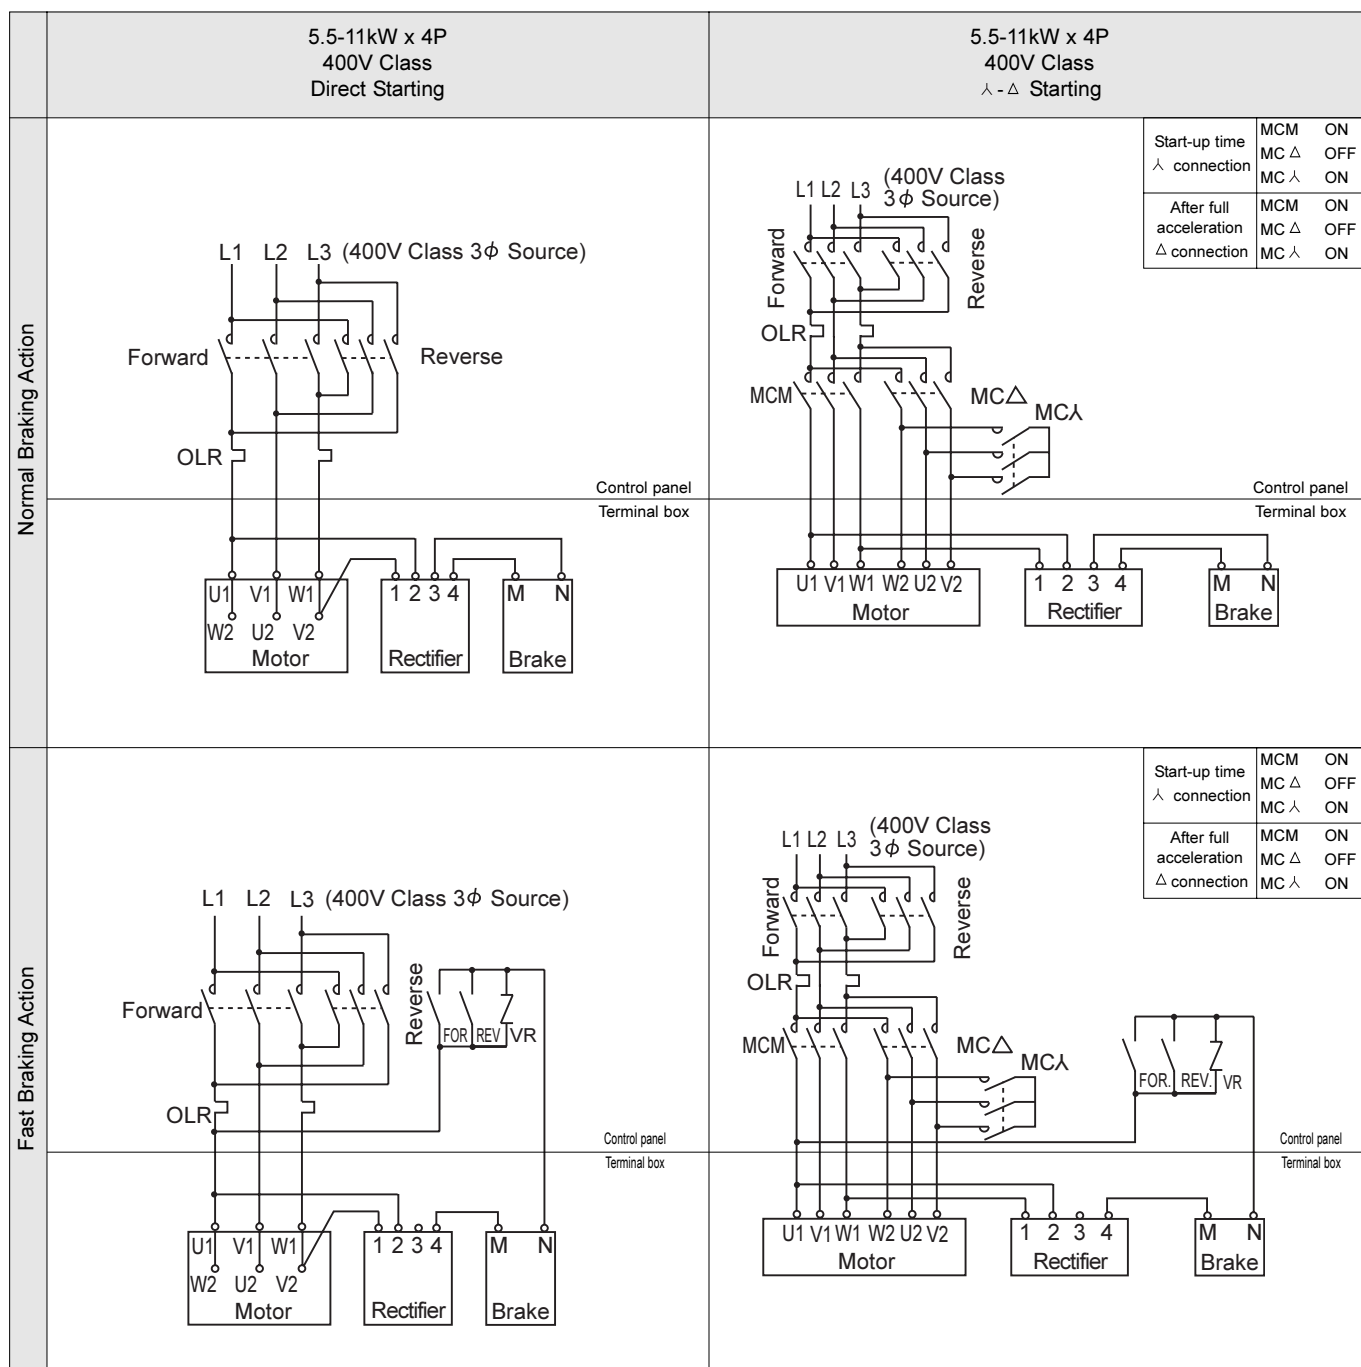 5.5-11kW x 4P
400V Class
Direct Starting
5.5-11kW x 4P
400V Class
⅄ - △ Starting
Normal Braking Action
L1 L2 L3 (400V Class 3ϕ Source)
Forward
Reverse
OLR
Control panel
Terminal box
U1 V1 W1
W2 U2 V2
Motor
1 2 3 4
Rectifier
M N
Brake
Start-up time
⅄ connection
MCM ON
MC △ OFF
MC ⅄ ON
After full
acceleration
△ connection
MCM ON
MC △ OFF
MC ⅄ ON
L1 L2 L3
(400V Class
3ϕ Source)
Forward
Reverse
OLR
MCM
MC△
MC⅄
Control panel
Terminal box
U1 V1 W1 W2 U2 V2
Motor
1 2 3 4
Rectifier
M N
Brake
Fast Braking Action
L1 L2 L3 (400V Class 3ϕ Source)
Forward
Reverse
FOR REV VR
OLR
Control panel
Terminal box
U1 V1 W1
W2 U2 V2
Motor
1 2 3 4
Rectifier
M N
Brake
Start-up time
⅄ connection
MCM ON
MC △ OFF
MC ⅄ ON
After full
acceleration
△ connection
MCM ON
MC △ OFF
MC ⅄ ON
L1 L2 L3
(400V Class
3ϕ Source)
Forward
Reverse
OLR
MCM
MC△
MC⅄
FOR. REV. VR
Control panel
Terminal box
U1 V1 W1 W2 U2 V2
Motor
1 2 3 4
Rectifier
M N
Brake